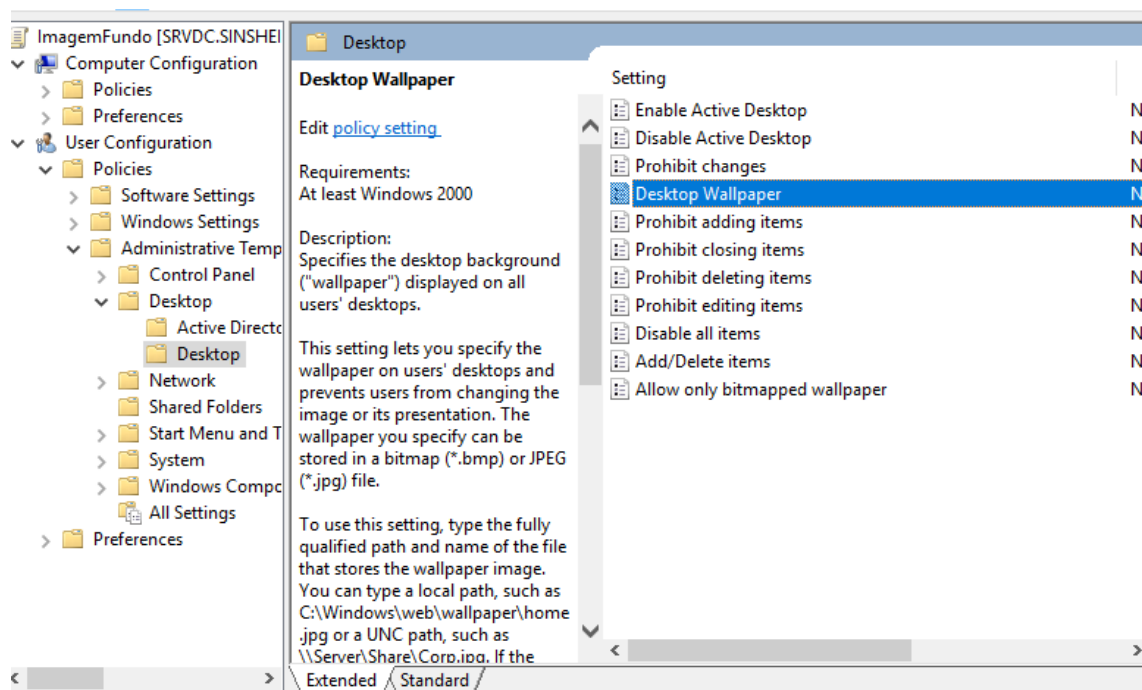 ImagemFundo [SRVDC.SINSHEI
Computer Configuration
Policies
Preferences
User Configuration
Policies
Software Settings
Windows Settings
Administrative Temp
Control Panel
Desktop
Active Directo
Desktop
Network
Shared Folders
Start Menu and T
System
Windows Compo
All Settings
Preferences
Desktop
Desktop Wallpaper
Edit policy setting
Requirements:
At least Windows 2000
Description:
Specifies the desktop background
("wallpaper") displayed on all
users' desktops.
This setting lets you specify the
wallpaper on users' desktops and
prevents users from changing the
image or its presentation. The
wallpaper you specify can be
stored in a bitmap (*.bmp) or JPEG
(*.jpg) file.
To use this setting, type the fully
qualified path and name of the file
that stores the wallpaper image.
You can type a local path, such as
C:\Windows\web\wallpaper\home
.jpg or a UNC path, such as
\\Server\Share\Corp.jpg. If the
Setting
Enable Active Desktop N
Disable Active Desktop N
Prohibit changes N
Desktop Wallpaper N
Prohibit adding items N
Prohibit closing items N
Prohibit deleting items N
Prohibit editing items N
Disable all items N
Add/Delete items N
Allow only bitmapped wallpaper N
Extended Standard